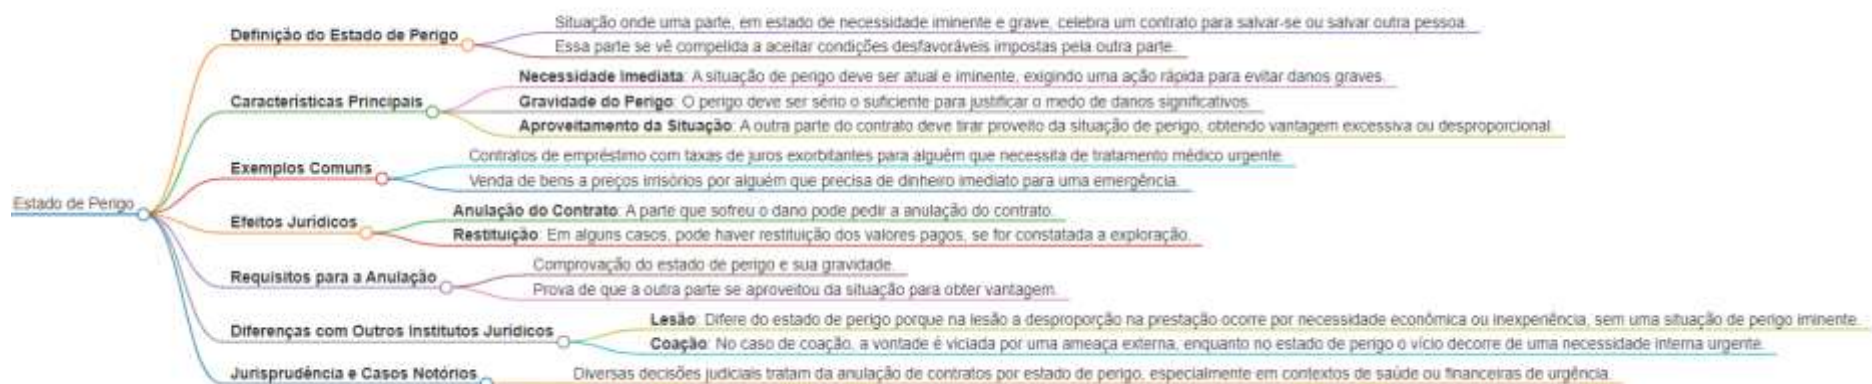 Estado de Perigo
Definição do Estado de Perigo
Situação onde uma parte, em estado de necessidade iminente e grave, celebra um contrato para salvar-se ou salvar outra pessoa.
Essa parte se vê compelida a aceitar condições desfavoráveis impostas pela outra parte.
Características Principais
Necessidade Imediata: A situação de perigo deve ser atual e iminente, exigindo uma ação rápida para evitar danos graves.
Gravidade do Perigo: O perigo deve ser sério o suficiente para justificar o medo de danos significativos.
Aproveitamento da Situação: A outra parte do contrato deve tirar proveito da situação de perigo, obtendo vantagem excessiva ou desproporcional.
Exemplos Comuns
Contratos de empréstimo com taxas de juros exorbitantes para alguém que necessita de tratamento médico urgente.
Venda de bens a preços irrisórios por alguém que precisa de dinheiro imediato para uma emergência.
Efeitos Jurídicos
Anulação do Contrato: A parte que sofreu o dano pode pedir a anulação do contrato.
Restituição: Em alguns casos, pode haver restituição dos valores pagos, se for constatada a exploração.
Requisitos para a Anulação
Comprovação do estado de perigo e sua gravidade.
Prova de que a outra parte se aproveitou da situação para obter vantagem.
Diferenças com Outros Institutos Jurídicos
Lesão: Difere do estado de perigo porque na lesão a desproporção na prestação ocorre por necessidade econômica ou inexperiência, sem uma situação de perigo iminente.
Coação: No caso de coação, a vontade é viciada por uma ameaça externa, enquanto no estado de perigo o vício decorre de uma necessidade interna urgente.
Jurisprudência e Casos Notórios
Diversas decisões judiciais tratam da anulação de contratos por estado de perigo, especialmente em contextos de saúde ou financeiras de urgência.